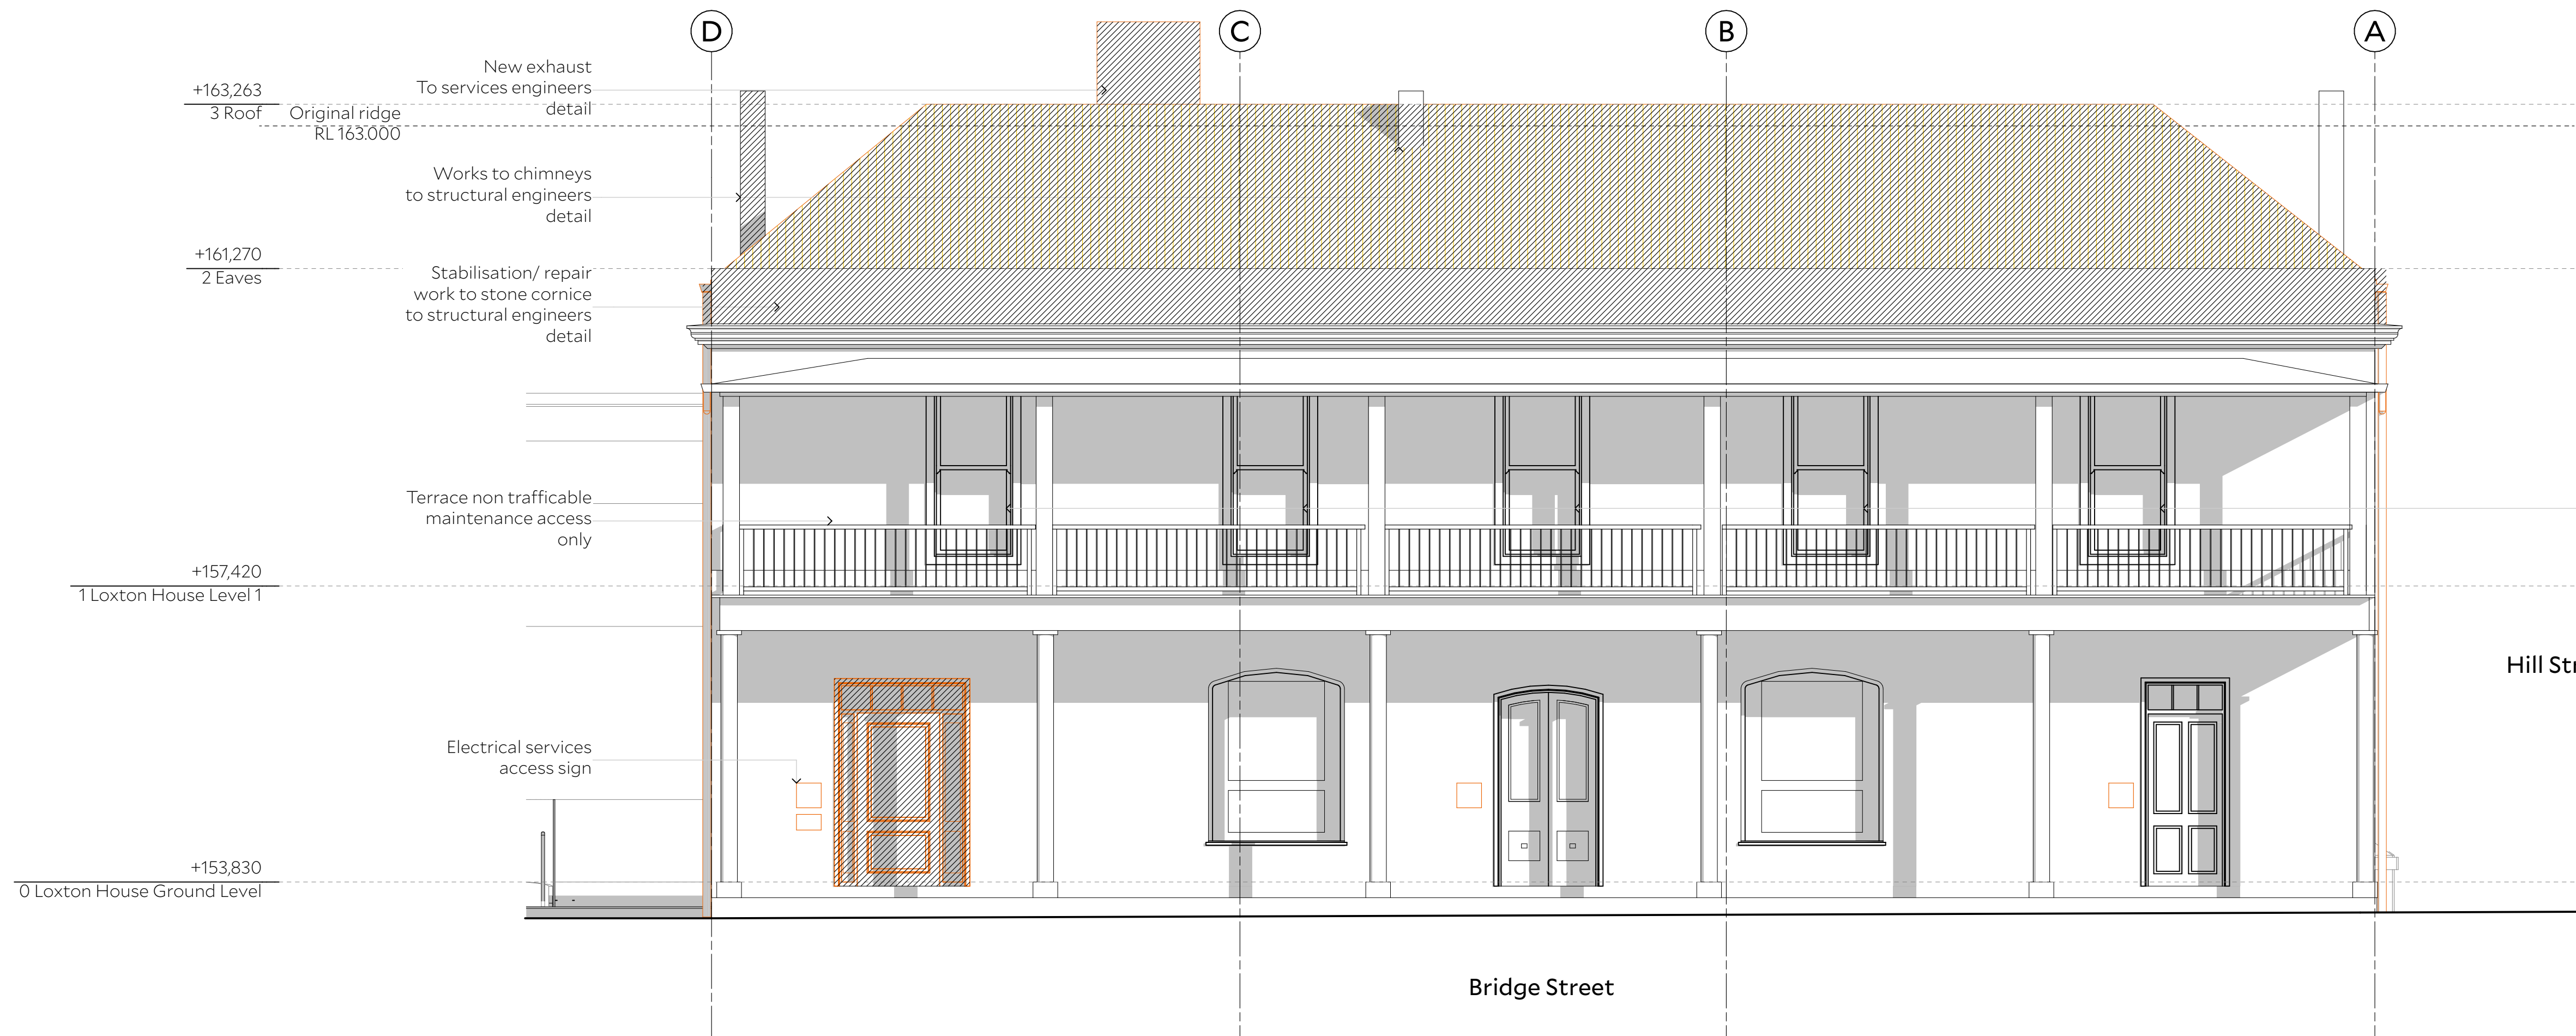 D
C
B
A
New exhaust
To services engineers
detail
+163,263
3 Roof
Original ridge
RL 163.000
Works to chimneys
to structural engineers
detail
+161,270
2 Eaves
Stabilisation/ repair
work to stone cornice
to structural engineers
detail
Terrace non trafficable
maintenance access
only
+157,420
1 Loxton House Level 1
Hill Str
Electrical services
access sign
+153,830
0 Loxton House Ground Level
Bridge Street